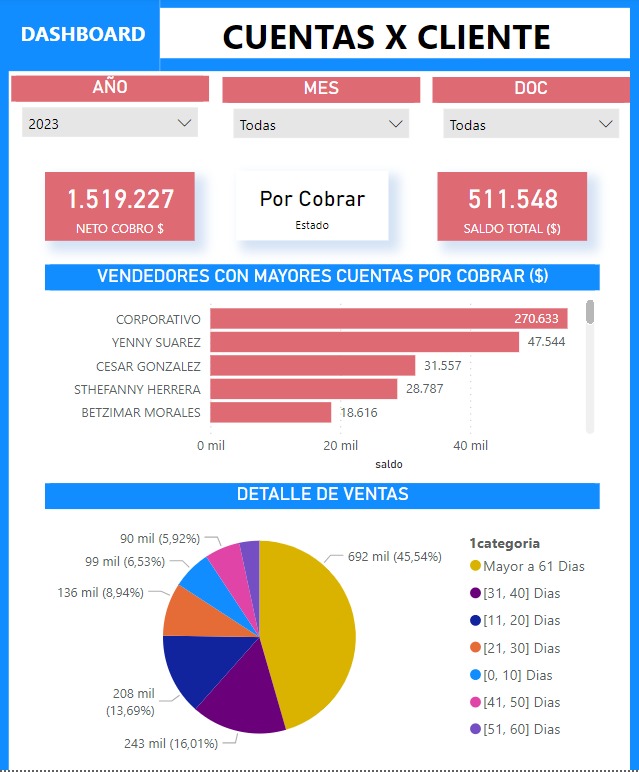 DASHBOARD
CUENTAS X CLIENTE
AÑO
MES
DOC
2023
Todas
Todas
1.519.227
NETO COBRO $
Por Cobrar
Estado
511.548
SALDO TOTAL ($)
VENDEDORES CON MAYORES CUENTAS POR COBRAR ($)
CORPORATIVO
270.633
YENNY SUAREZ
47.544
CESAR GONZALEZ
31.557
STHEFANNY HERRERA
28.787
BETZIMAR MORALES
18.616
0 mil
20 mil
40 mil
saldo
DETALLE DE VENTAS
90 mil (5,92%)
99 mil (6,53%)
136 mil (8,94%)
208 mil
(13,69%)
243 mil (16,01%)
692 mil (45,54%)
1categoria
Mayor a 61 Dias
[31, 40] Dias
[11, 20] Dias
[21, 30] Dias
[0, 10] Dias
[41, 50] Dias
[51, 60] Dias